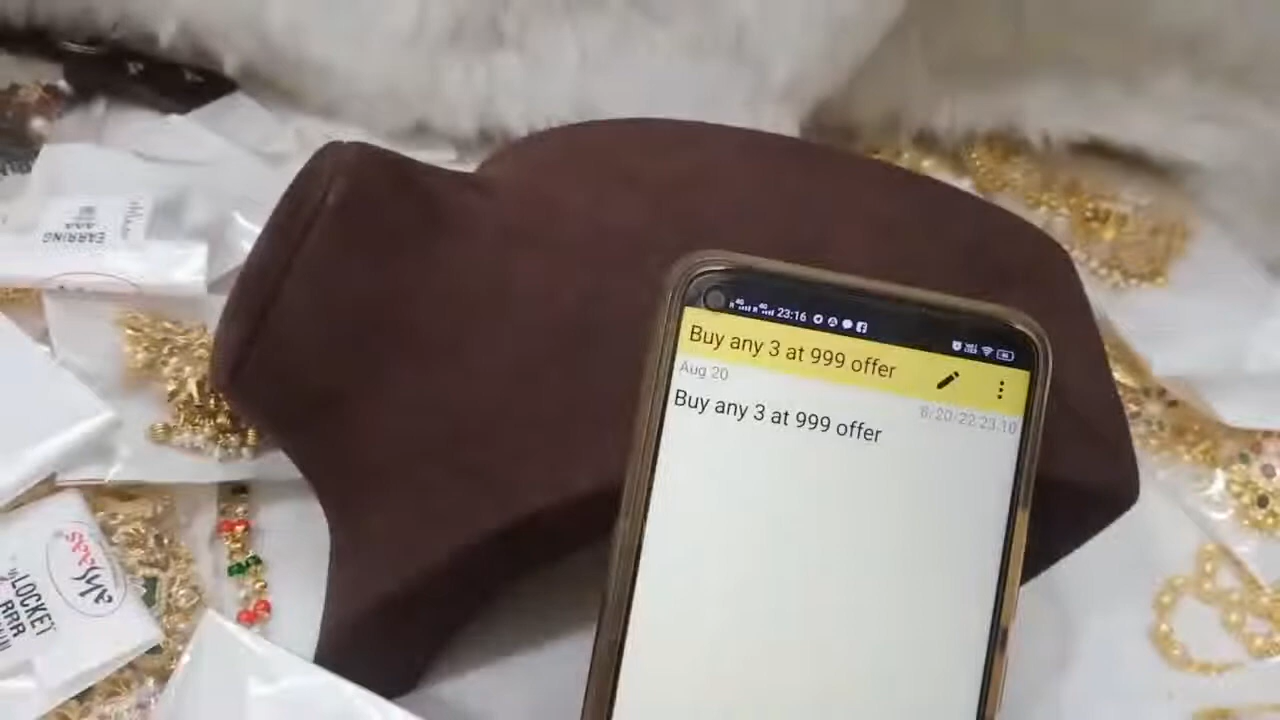 23:16
Buy any 3 at 999 offer
Aug 20
8/20/22 23:10
Buy any 3 at 999 offer
EARRING
LOCKET
RRR